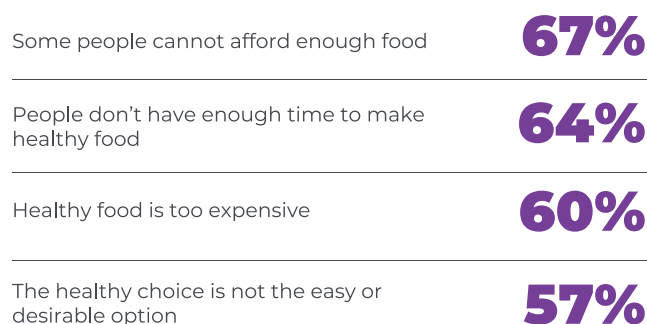 Some people cannot afford enough food
67%
People don’t have enough time to make
healthy food
64%
Healthy food is too expensive
60%
The healthy choice is not the easy or
desirable option
57%